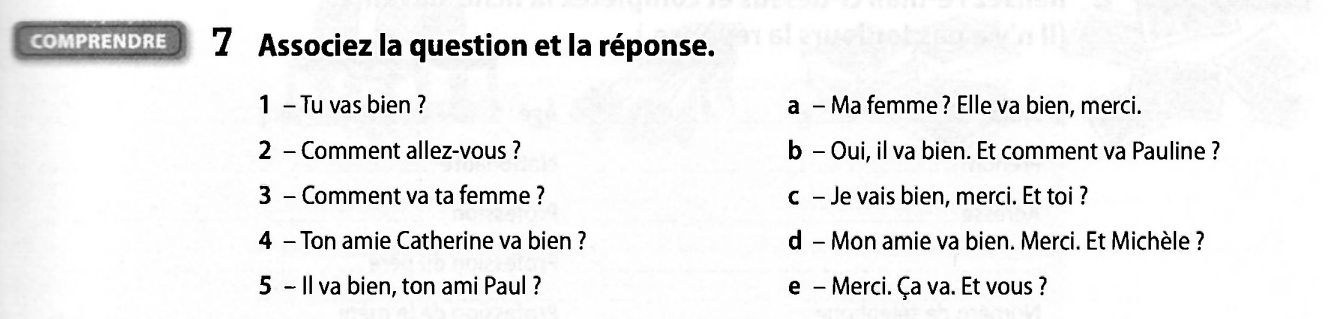 COMPRENDRE 7 Associez la question et la réponse.
1 – Tu vas bien ?
2 – Comment allez-vous ?
3 – Comment va ta femme ?
4 – Ton amie Catherine va bien ?
5 – Il va bien, ton ami Paul ?
a – Ma femme ? Elle va bien, merci.
b – Oui, il va bien. Et comment va Pauline ?
c – Je vais bien, merci. Et toi ?
d – Mon amie va bien. Merci. Et Michèle ?
e – Merci. Ça va. Et vous ?